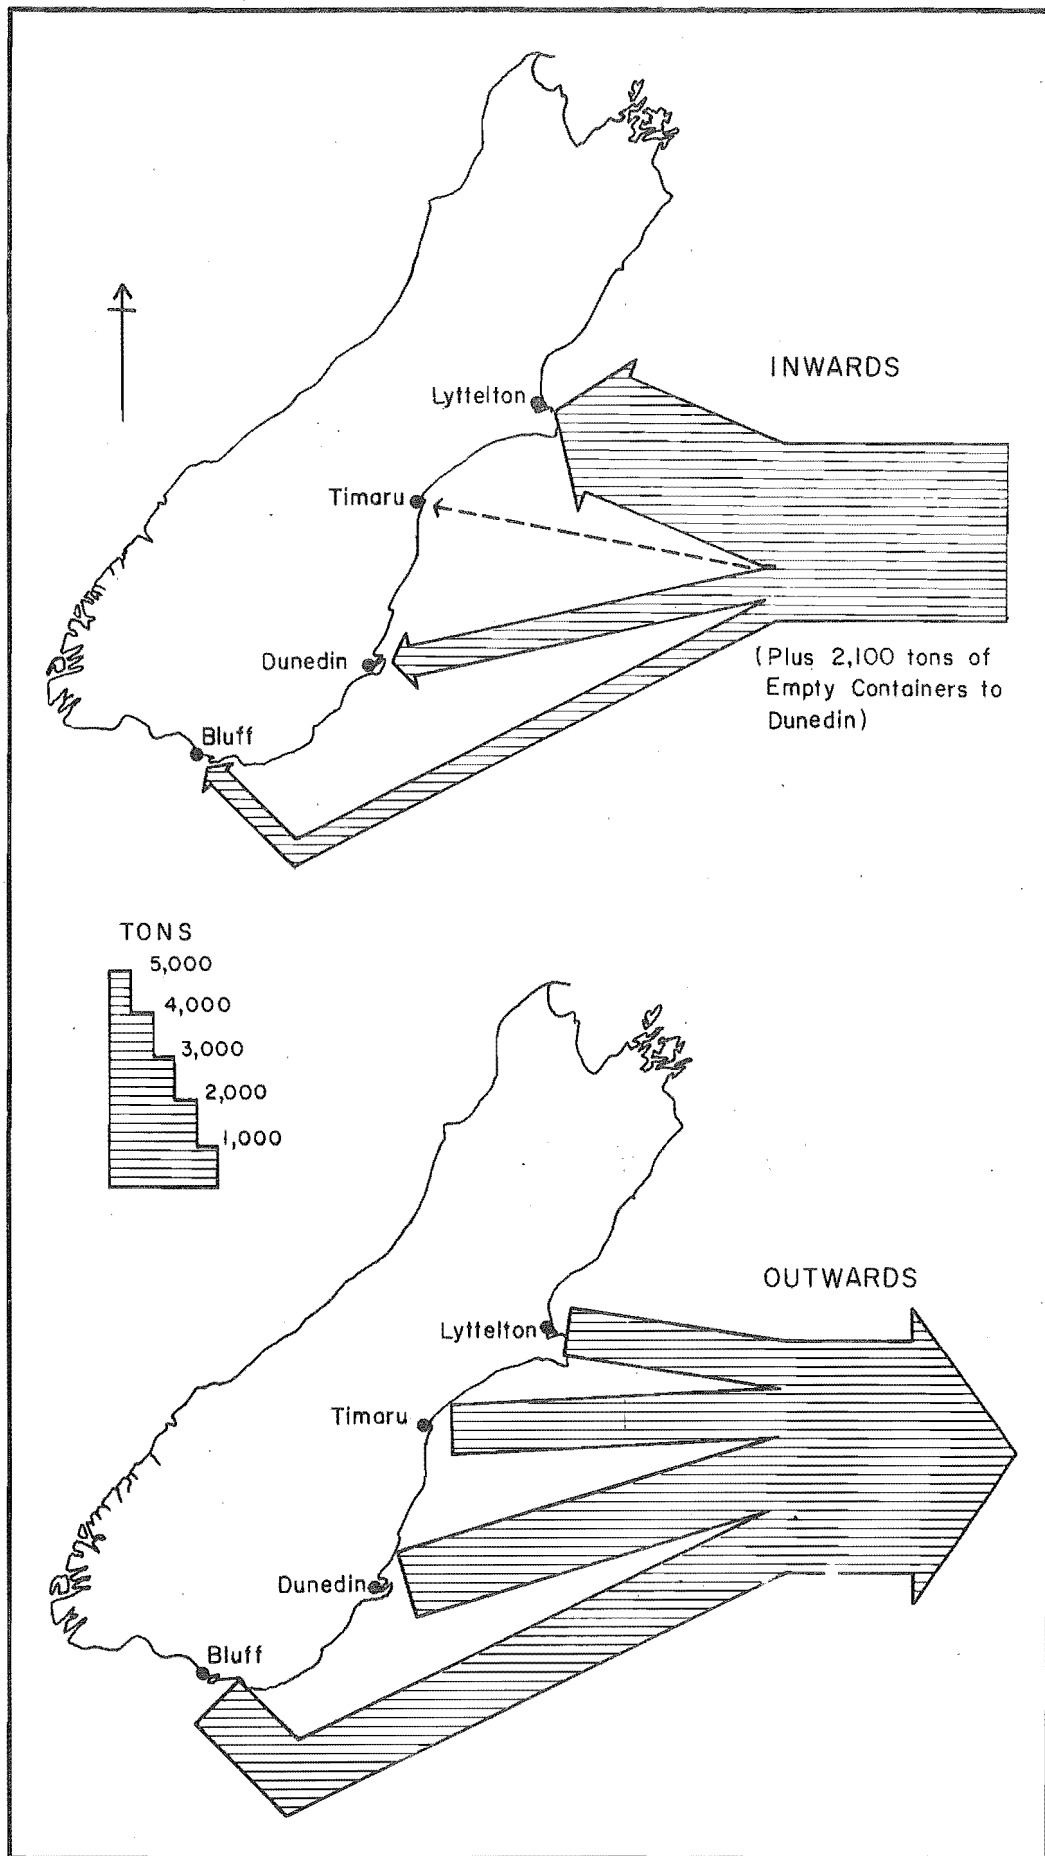 INWARDS
Lyttelton
Timaru
Dunedin
(Plus 2,100 tons of
Empty Containers to
Dunedin)
Bluff
TONS
5,000
4,000
3,000
2,000
1,000
OUTWARDS
Lyttelton
Timaru
Dunedin
Bluff